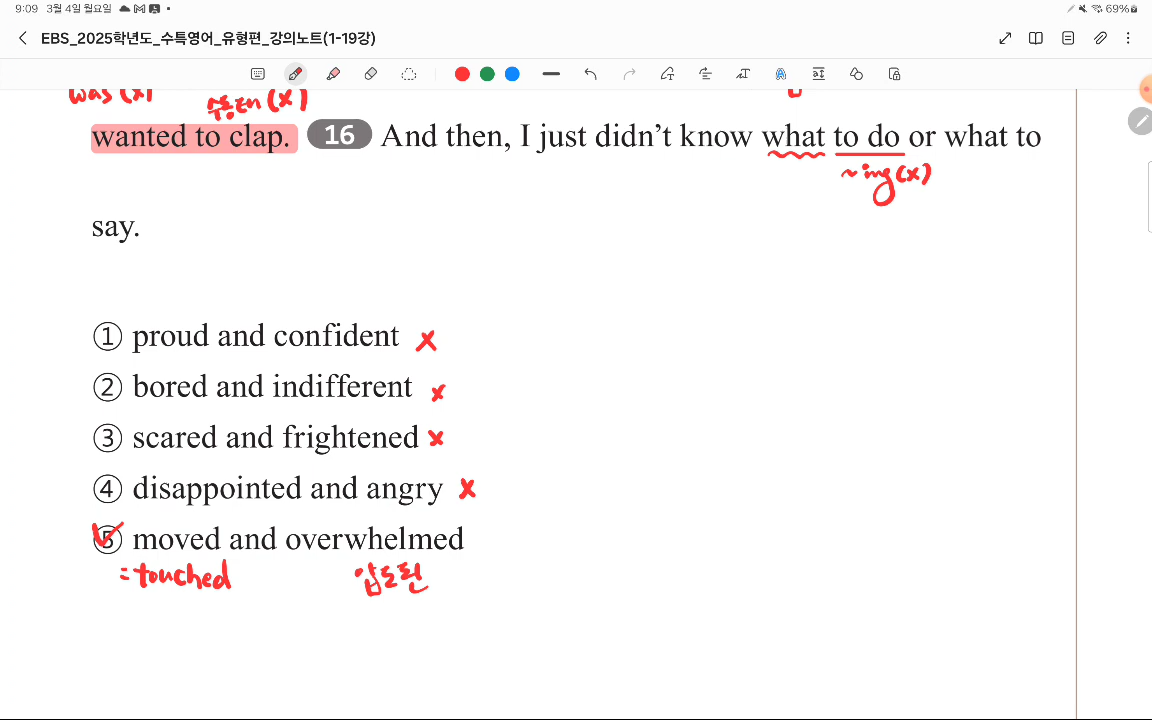 9:09 3월 4일 월요일
69%
EBS_2025학년도_수특영어_유형편_강의노트(1-19강)
was (x)
수동태 (x)
wanted to clap. 16 And then, I just didn't know what to do or what to
~ing(x)
say.
① proud and confident x
② bored and indifferent x
③ scared and frightened x
④ disappointed and angry x
⑤ moved and overwhelmed
=touched 압도된